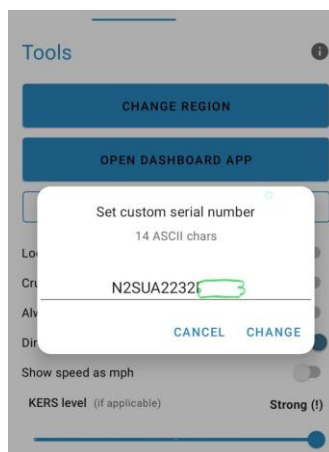 Tools
CHANGE REGION
OPEN DASHBOARD APP
Set custom serial number
14 ASCII chars
N2SUA2232
CANCEL CHANGE
Show speed as mph
KERS level (if applicable) Strong (!)